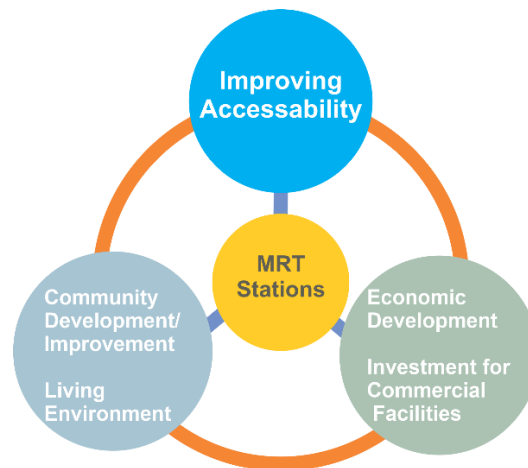 Improving
Accessability
MRT
Stations
Community
Development/
Improvement
Living
Environment
Economic
Development
Investment for
Commercial
Facilities